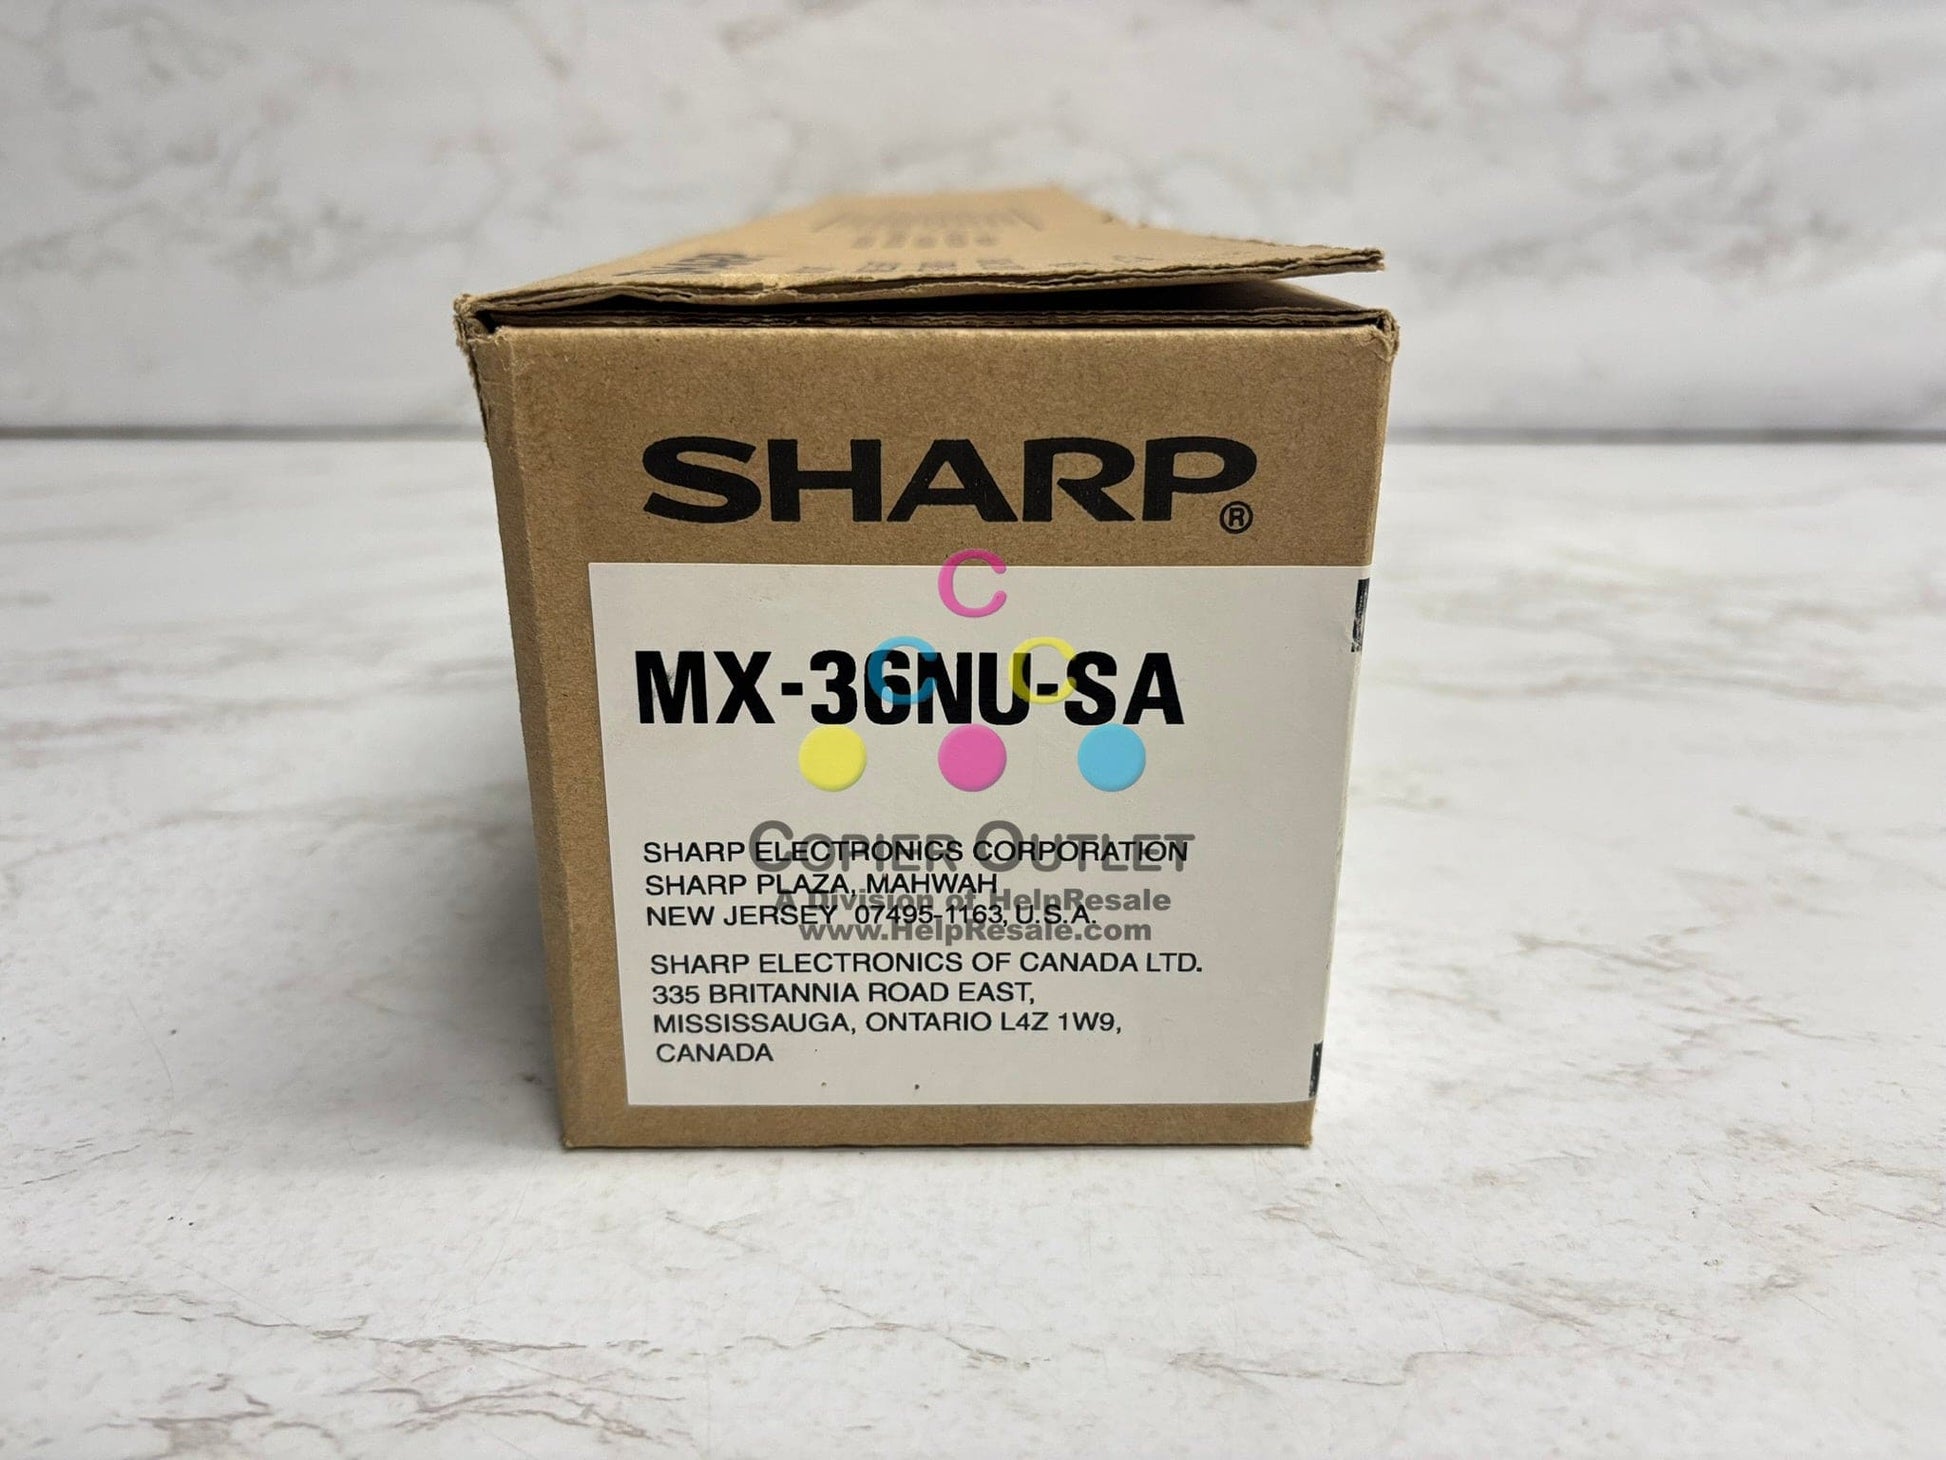 SHARP®
MX-36NU-SA
SHARP ELECTRONICS CORPORATION
SHARP PLAZA, MAHWAH
NEW JERSEY 07495-1163, U.S.A.
SHARP ELECTRONICS OF CANADA LTD.
335 BRITANNIA ROAD EAST,
MISSISSAUGA, ONTARIO L4Z 1W9,
CANADA
C
C C
COPIER OUTLET
A Division of HelpResale
www.HelpResale.com